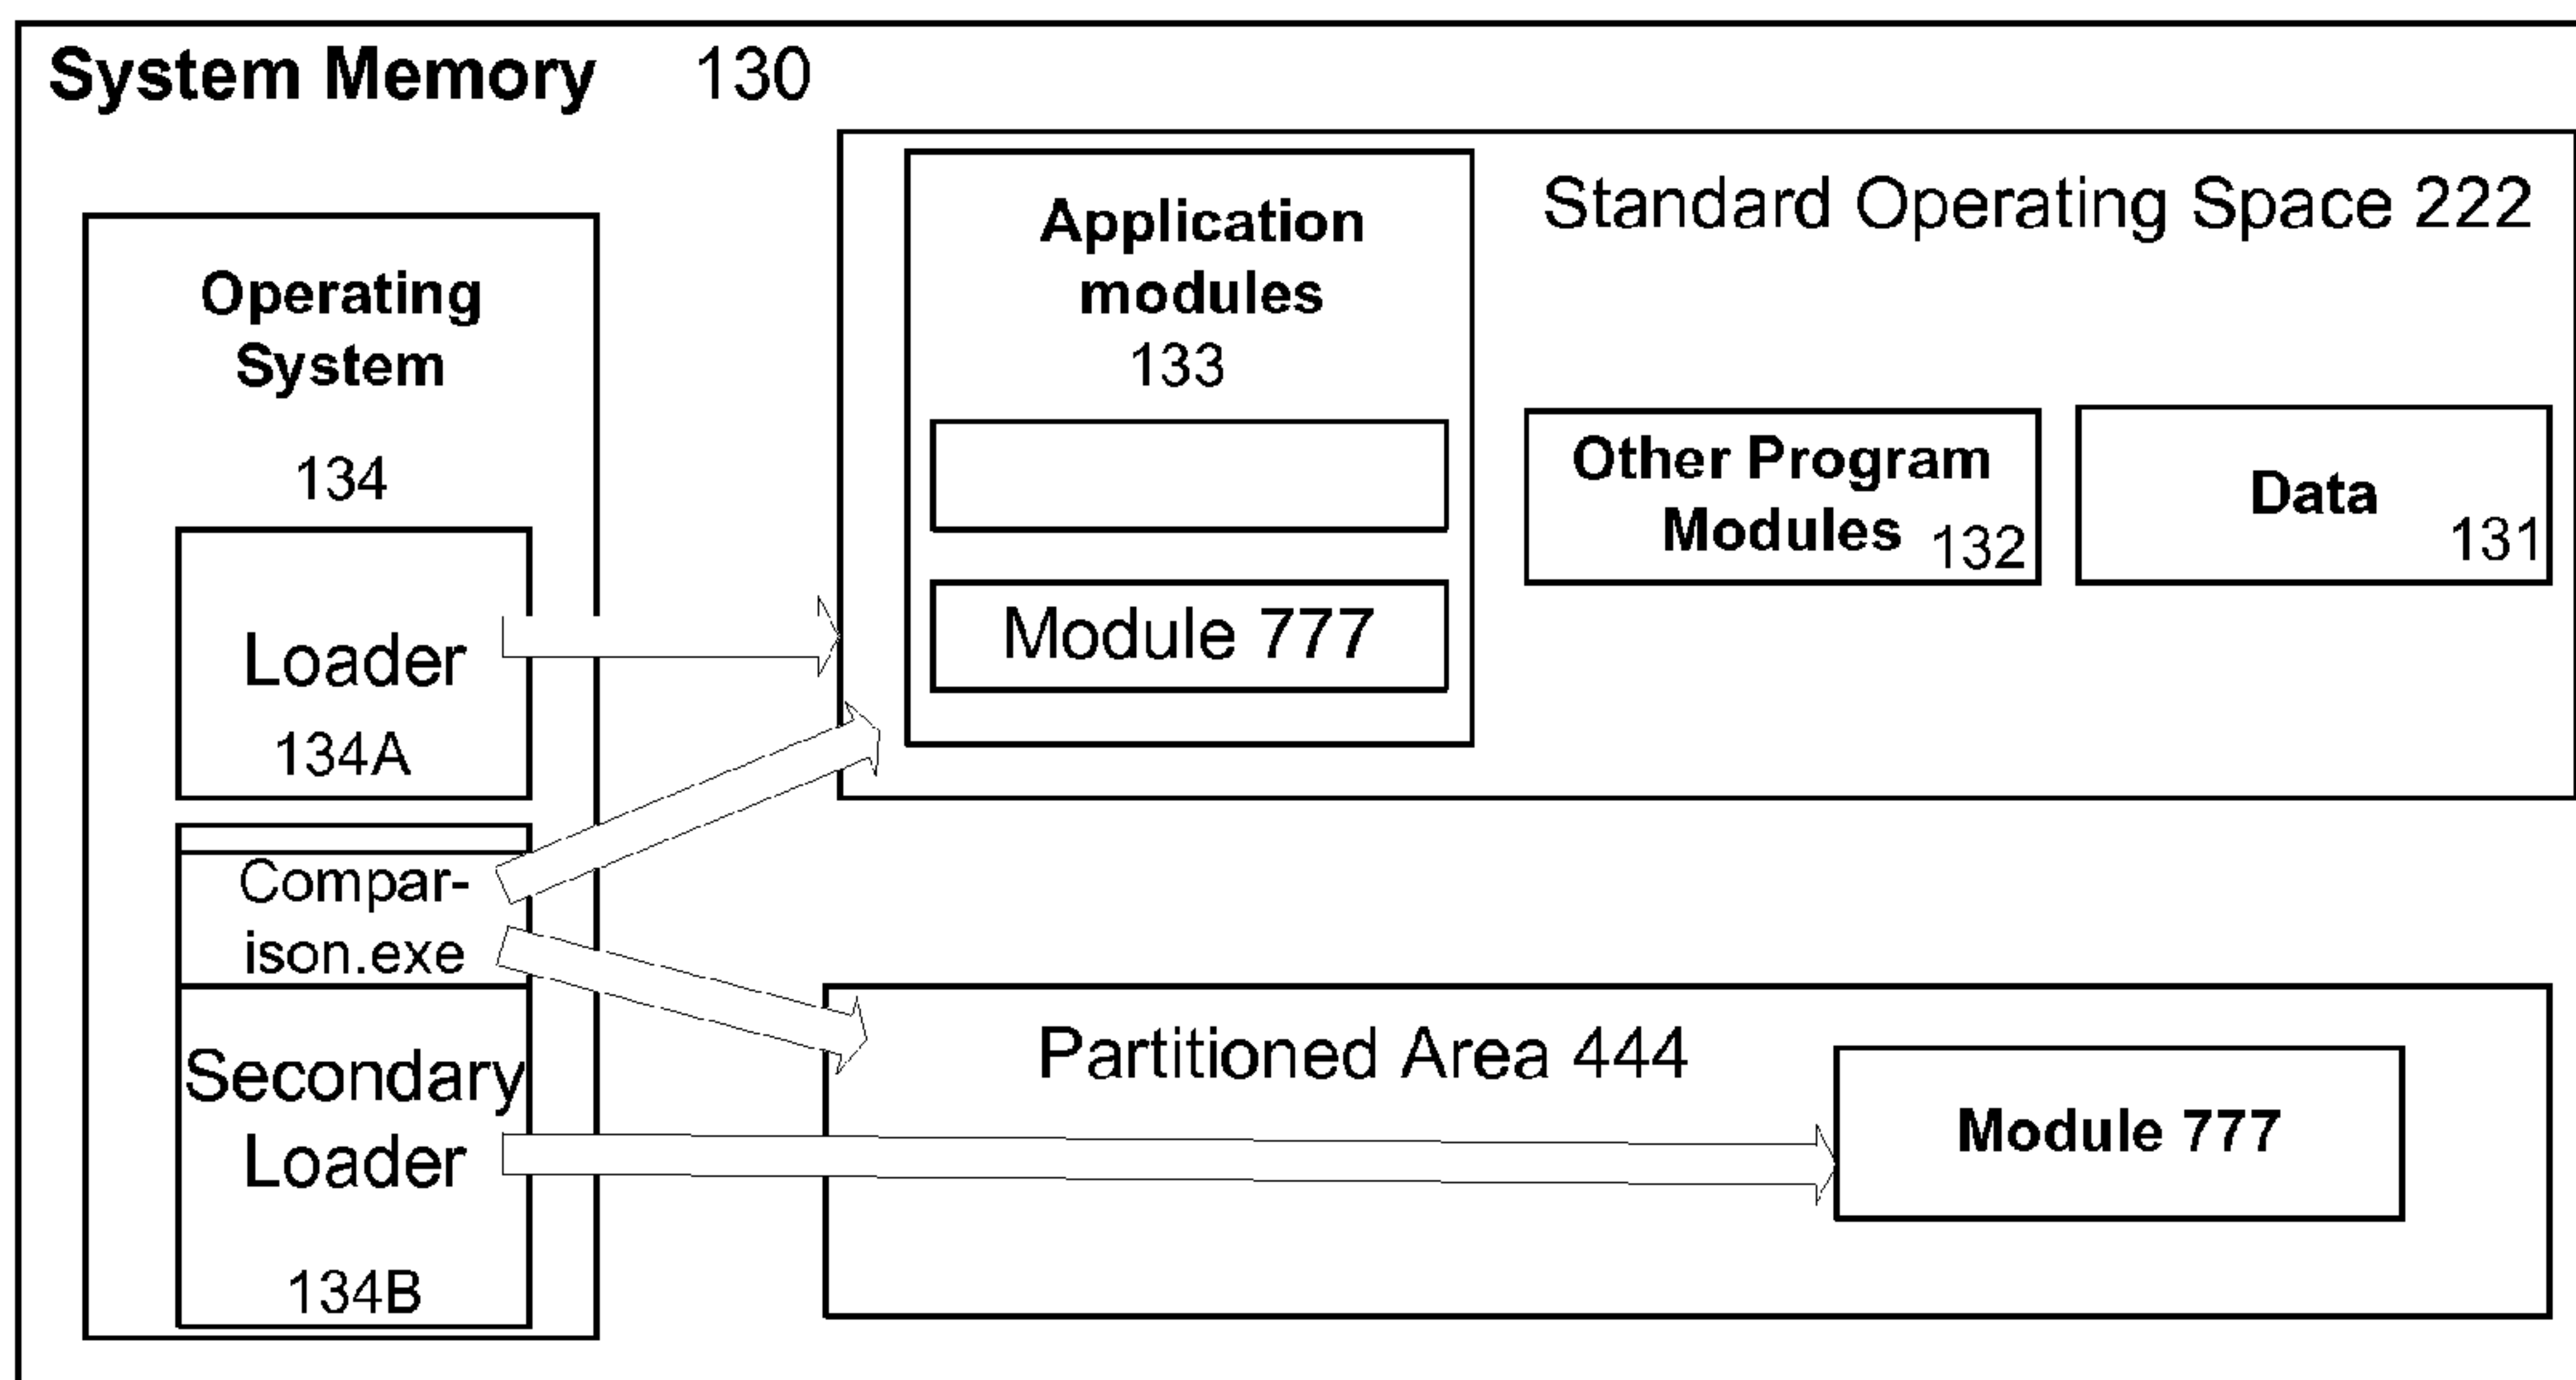 System Memory 130
Operating
System
134
Loader
134A
Compar-
ison.exe
Secondary
Loader
134B
Application
modules
133
Module 777
Standard Operating Space 222
Other Program
Modules 132
Data
131
Partitioned Area 444
Module 777